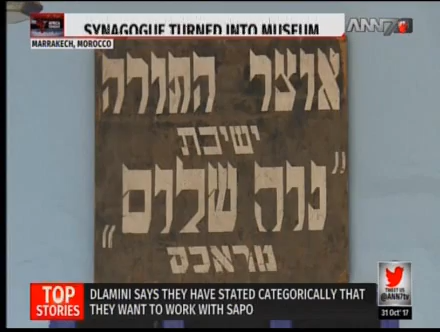 SYNAGOGUE TURNED INTO MUSEUM
ANN7
MARRAKECH, MOROCCO
אוצר התורה
ישיבת
"נוה שלום"
מראכס
TOP STORIES
DLAMINI SAYS THEY HAVE STATED CATEGORICALLY THAT
THEY WANT TO WORK WITH SAPO
TWEET US
@ANN7tv
31 Oct '17